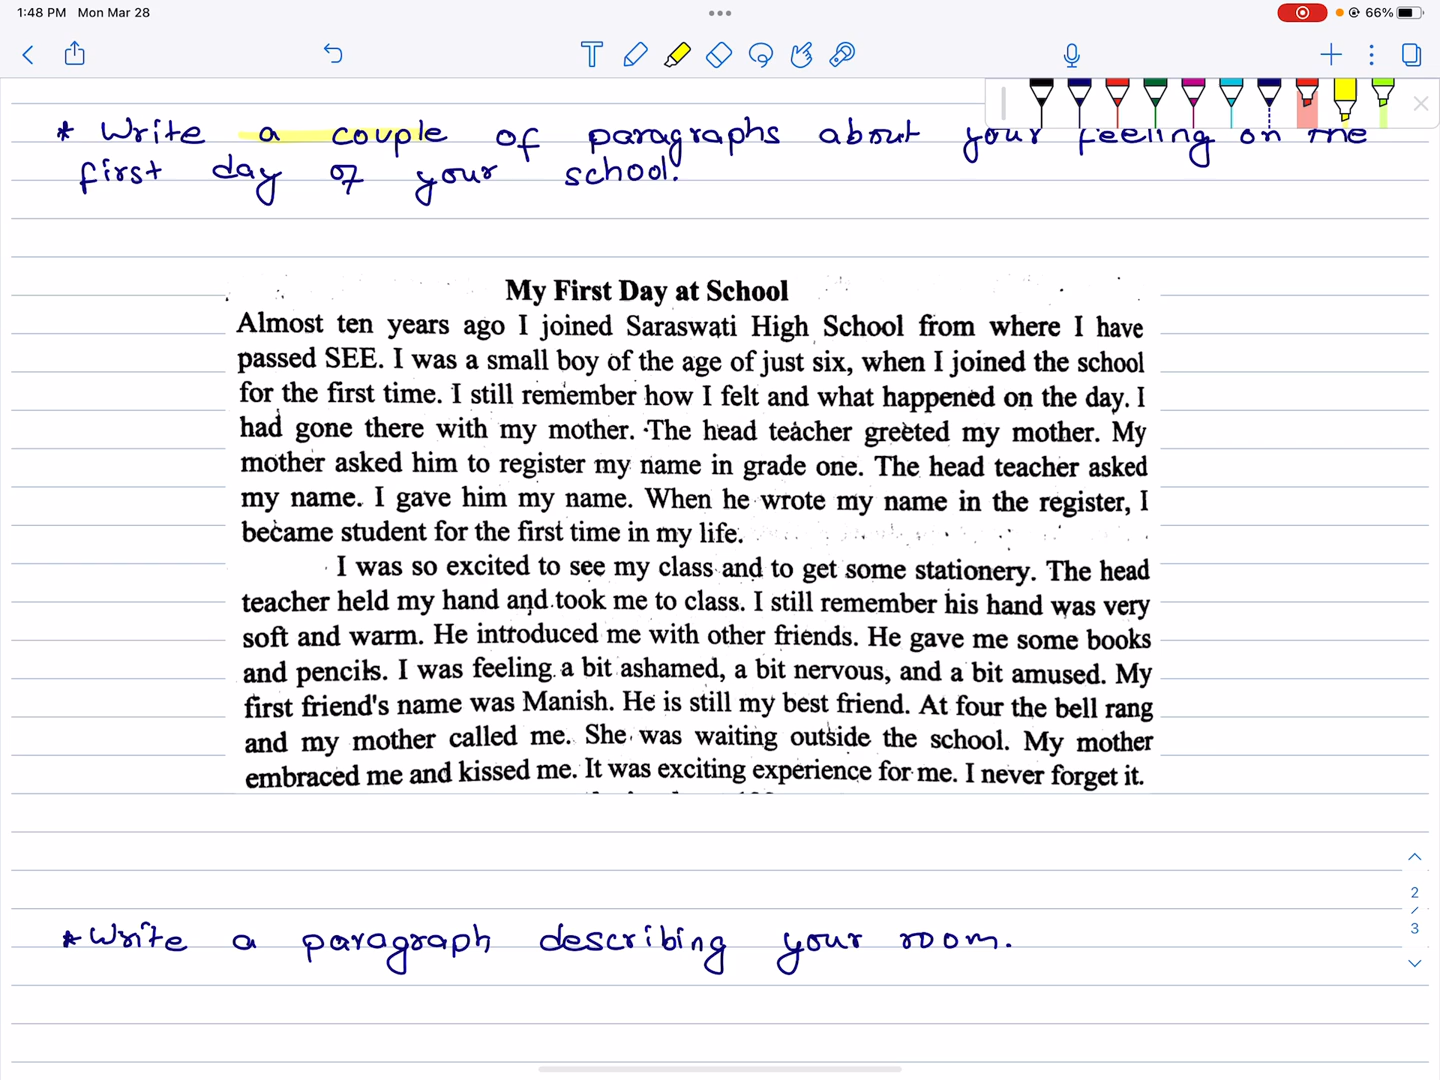 1:48 PM Mon Mar 28
66%
* Write a couple of paragraphs about your feeling on the
first day of your school.
My First Day at School
Almost ten years ago I joined Saraswati High School from where I have
passed SEE. I was a small boy of the age of just six, when I joined the school
for the first time. I still remember how I felt and what happened on the day. I
had gone there with my mother. The head teacher greeted my mother. My
mother asked him to register my name in grade one. The head teacher asked
my name. I gave him my name. When he wrote my name in the register, I
became student for the first time in my life.
I was so excited to see my class and to get some stationery. The head
teacher held my hand and took me to class. I still remember his hand was very
soft and warm. He introduced me with other friends. He gave me some books
and pencils. I was feeling a bit ashamed, a bit nervous, and a bit amused. My
first friend's name was Manish. He is still my best friend. At four the bell rang
and my mother called me. She was waiting outside the school. My mother
embraced me and kissed me. It was exciting experience for me. I never forget it.
* Write a paragraph describing your room.
2
/
3